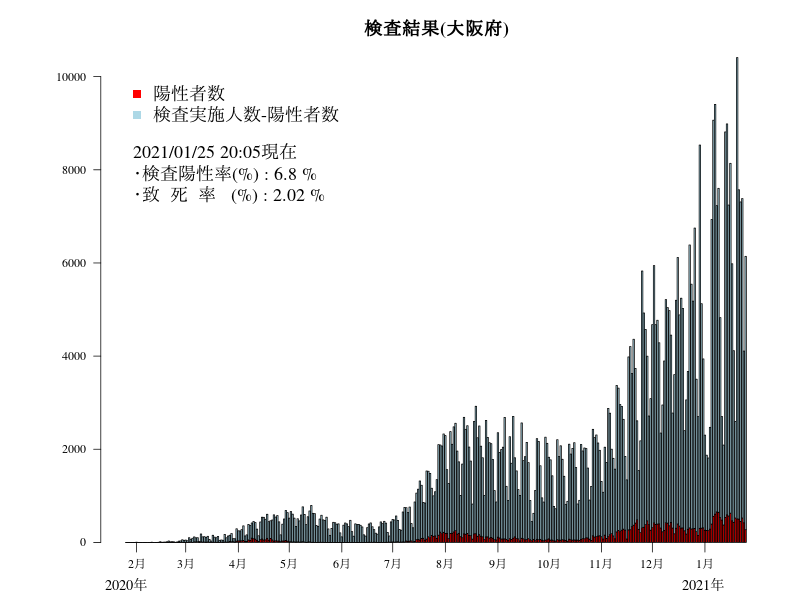 検査結果(大阪府)
10000
8000
6000
4000
2000
0
陽性者数
検査実施人数-陽性者数
2021/01/25 20:05現在
・検査陽性率(%) : 6.8 %
・致 死 率 (%) : 2.02 %
2月 3月 4月 5月 6月 7月 8月 9月 10月 11月 12月 1月
2020年 2021年